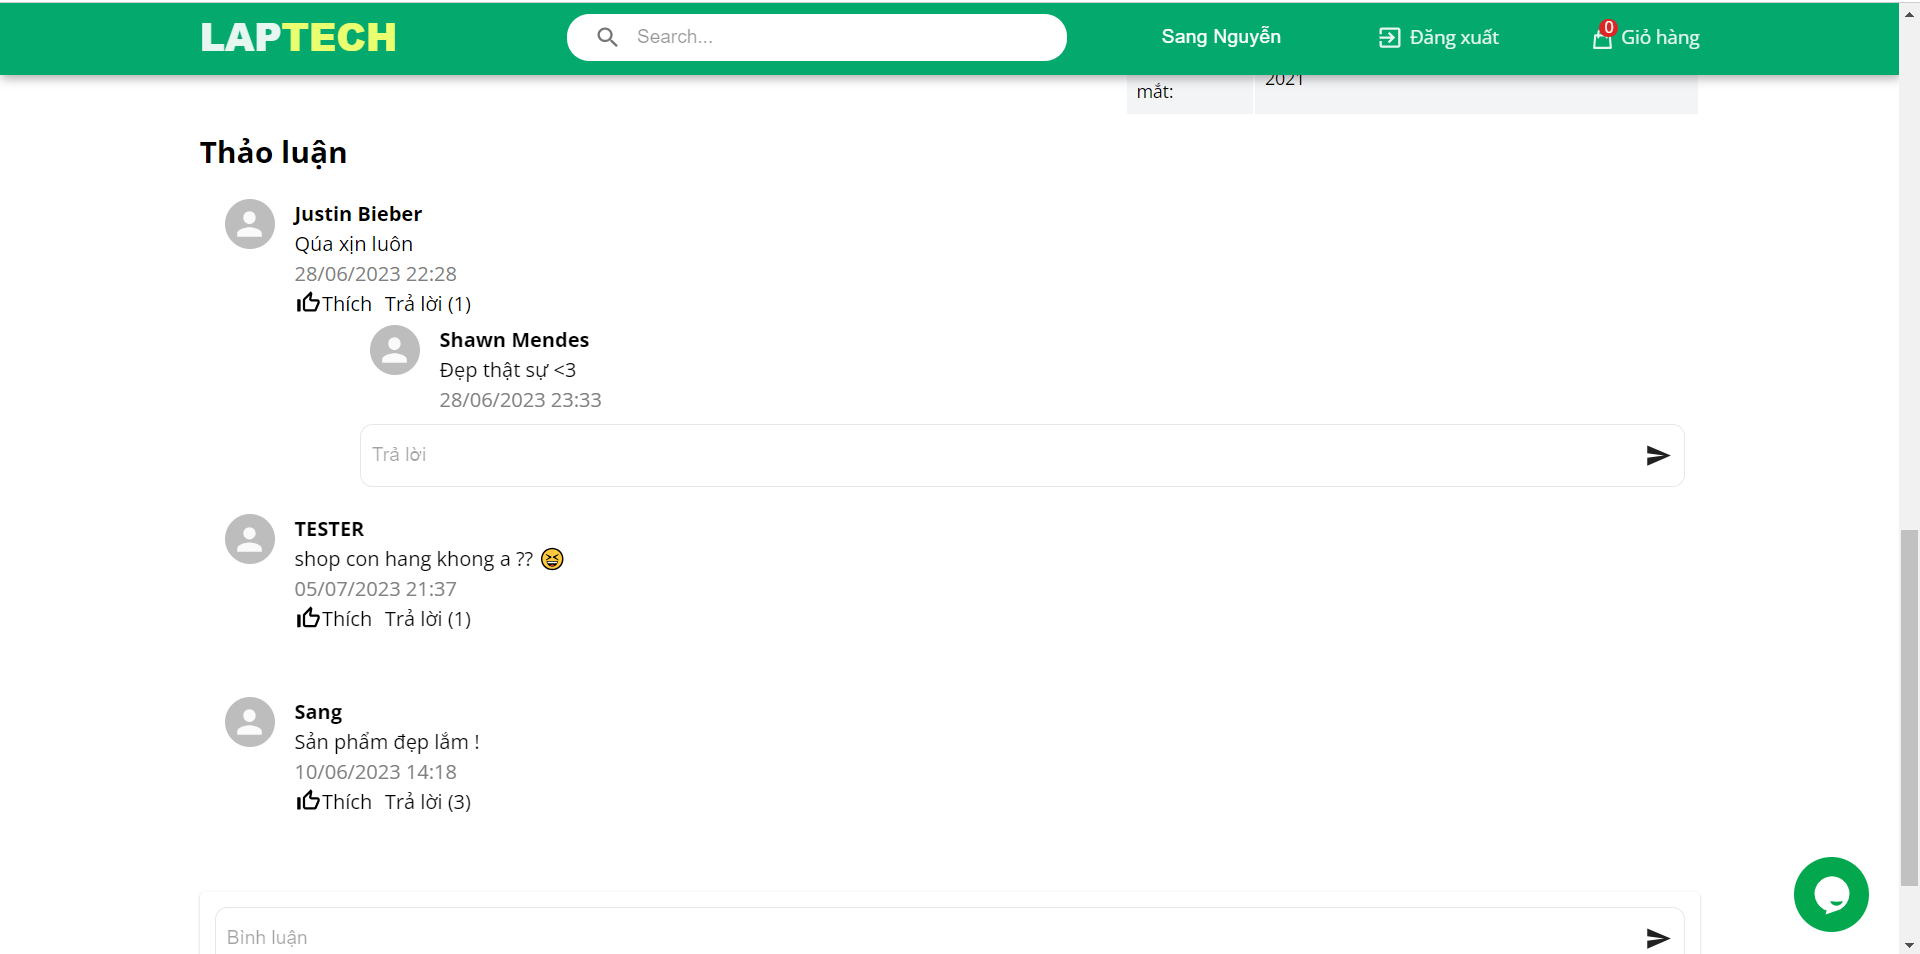 LAPTECH
Search...
Sang Nguyễn
Đăng xuất
0
Giỏ hàng
mắt:
2021
Thảo luận
Justin Bieber
Qúa xịn luôn
28/06/2023 22:28
Thích Trả lời (1)
Shawn Mendes
Đẹp thật sự <3
28/06/2023 23:33
Trả lời
TESTER
shop con hang khong a ?? 😆
05/07/2023 21:37
Thích Trả lời (1)
Sang
Sản phẩm đẹp lắm !
10/06/2023 14:18
Thích Trả lời (3)
Bình luận